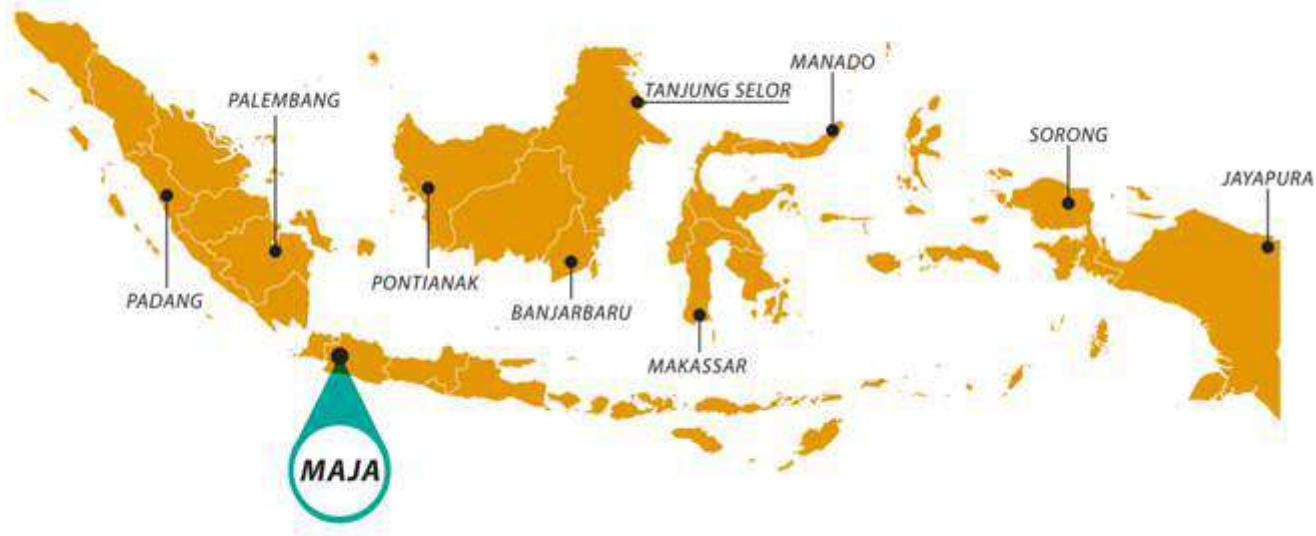 MANADO
TANJUNG SELOR
PALEMBANG
SORONG
JAYAPURA
PONTIANAK
PADANG
BANJARBARU
MAKASSAR
MAJA